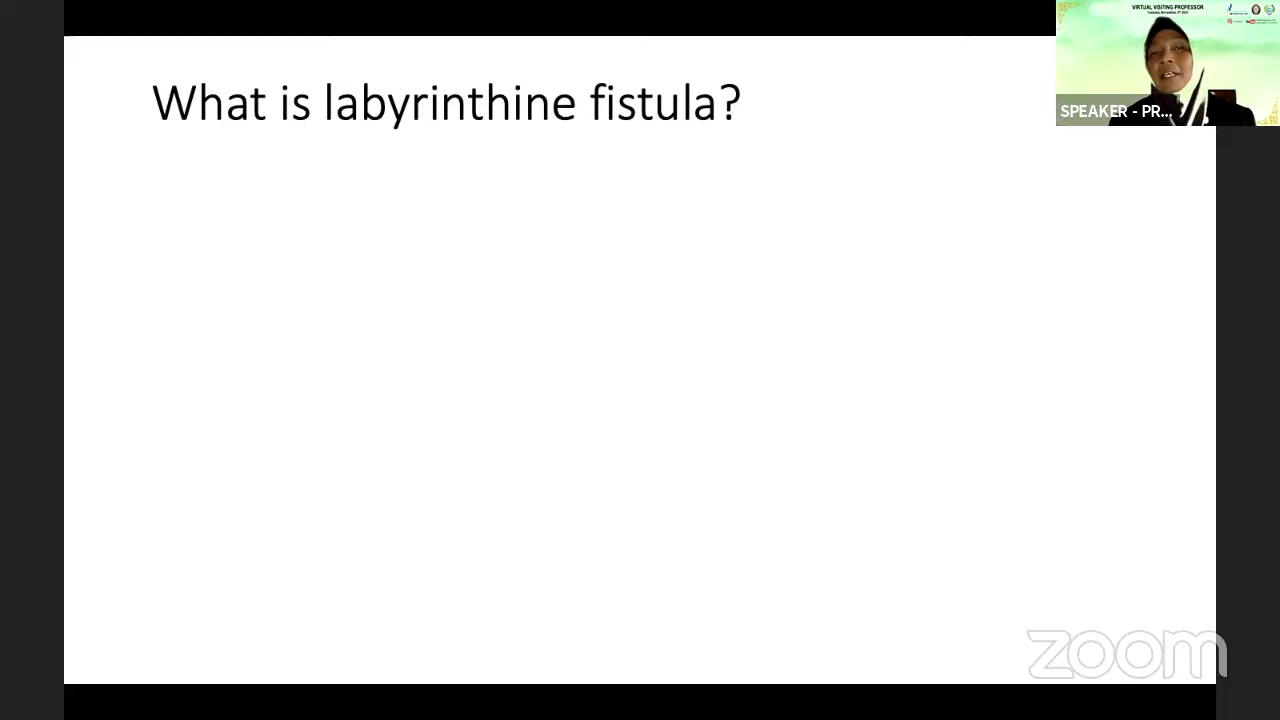 What is labyrinthine fistula?
VIRTUAL VISITING PROFESSOR
SPEAKER - PR...
zoom